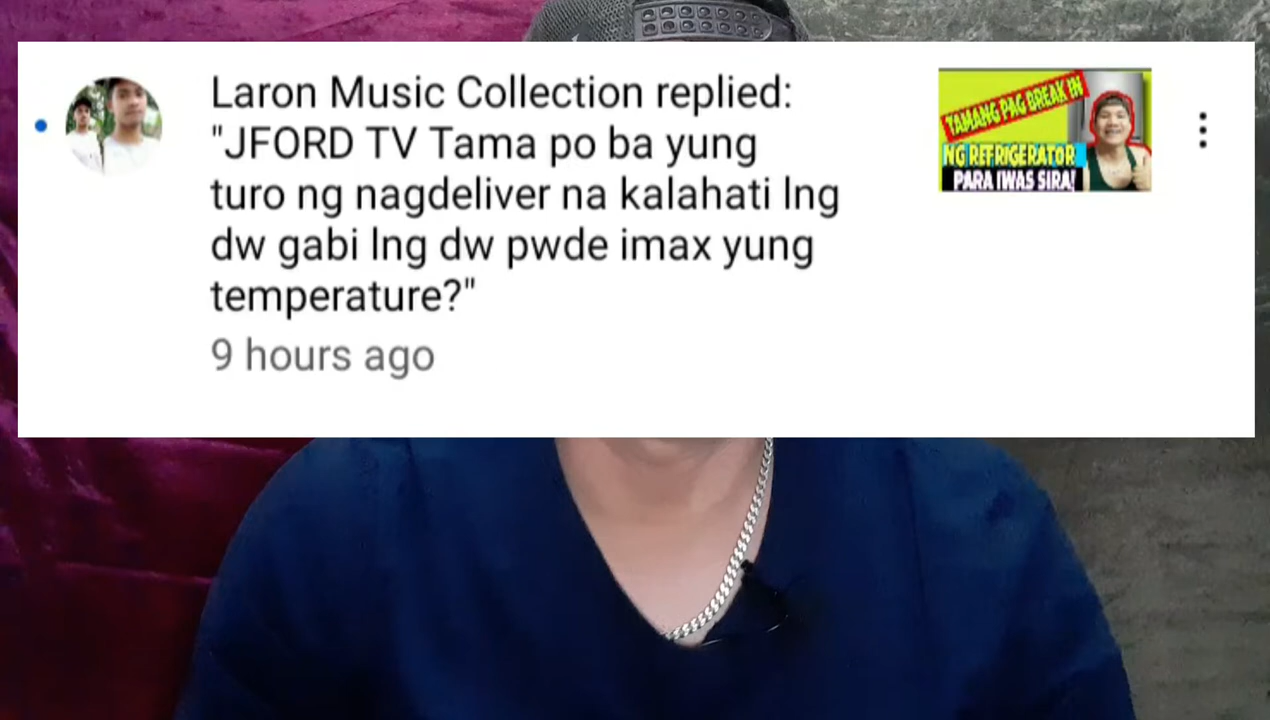 Laron Music Collection replied:
"JFORD TV Tama po ba yung
turo ng nagdeliver na kalahati lng
dw gabi lng dw pwde imax yung
temperature?"
9 hours ago
TAMANG PAG BREAK IN
NG REFRIGERATOR
PARA IWAS SIRA!